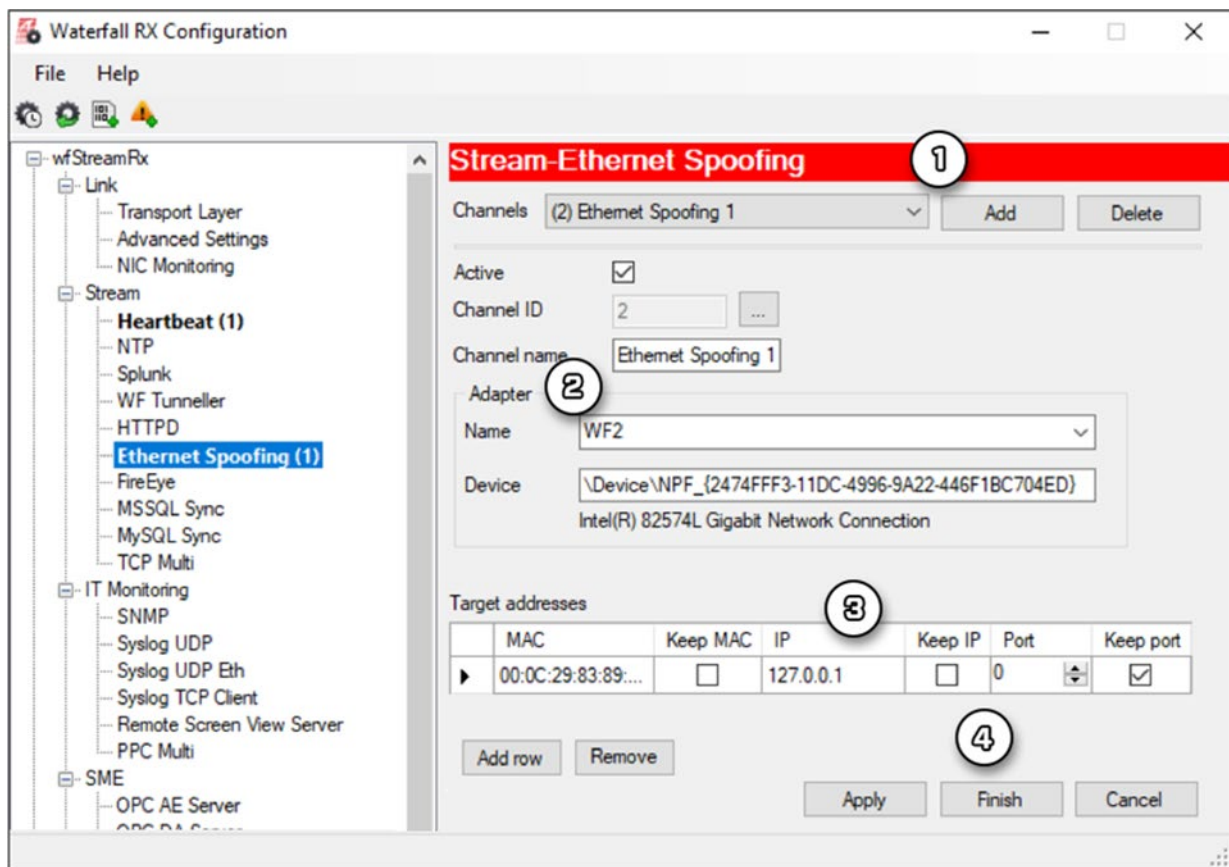 Waterfall RX Configuration
File Help
wfStreamRx
Link
Transport Layer
Advanced Settings
NIC Monitoring
Stream
Heartbeat (1)
NTP
Splunk
WF Tunneller
HTTPD
Ethernet Spoofing (1)
FireEye
MSSQL Sync
MySQL Sync
TCP Multi
IT Monitoring
SNMP
Syslog UDP
Syslog UDP Eth
Syslog TCP Client
Remote Screen View Server
PPC Multi
SME
OPC AE Server
OPC DA Server
Stream-Ethernet Spoofing
1
Channels (2) Ethernet Spoofing 1 Add Delete
Active
Channel ID 2 ...
Channel name Ethernet Spoofing 1
2
Adapter
Name WF2
Device \Device\NPF_{2474FFF3-11DC-4996-9A22-446F1BC704ED}
Intel(R) 82574L Gigabit Network Connection
Target addresses
3
MAC Keep MAC IP Keep IP Port Keep port
00:0C:29:83:89:... 127.0.0.1 0
4
Add row Remove
Apply Finish Cancel